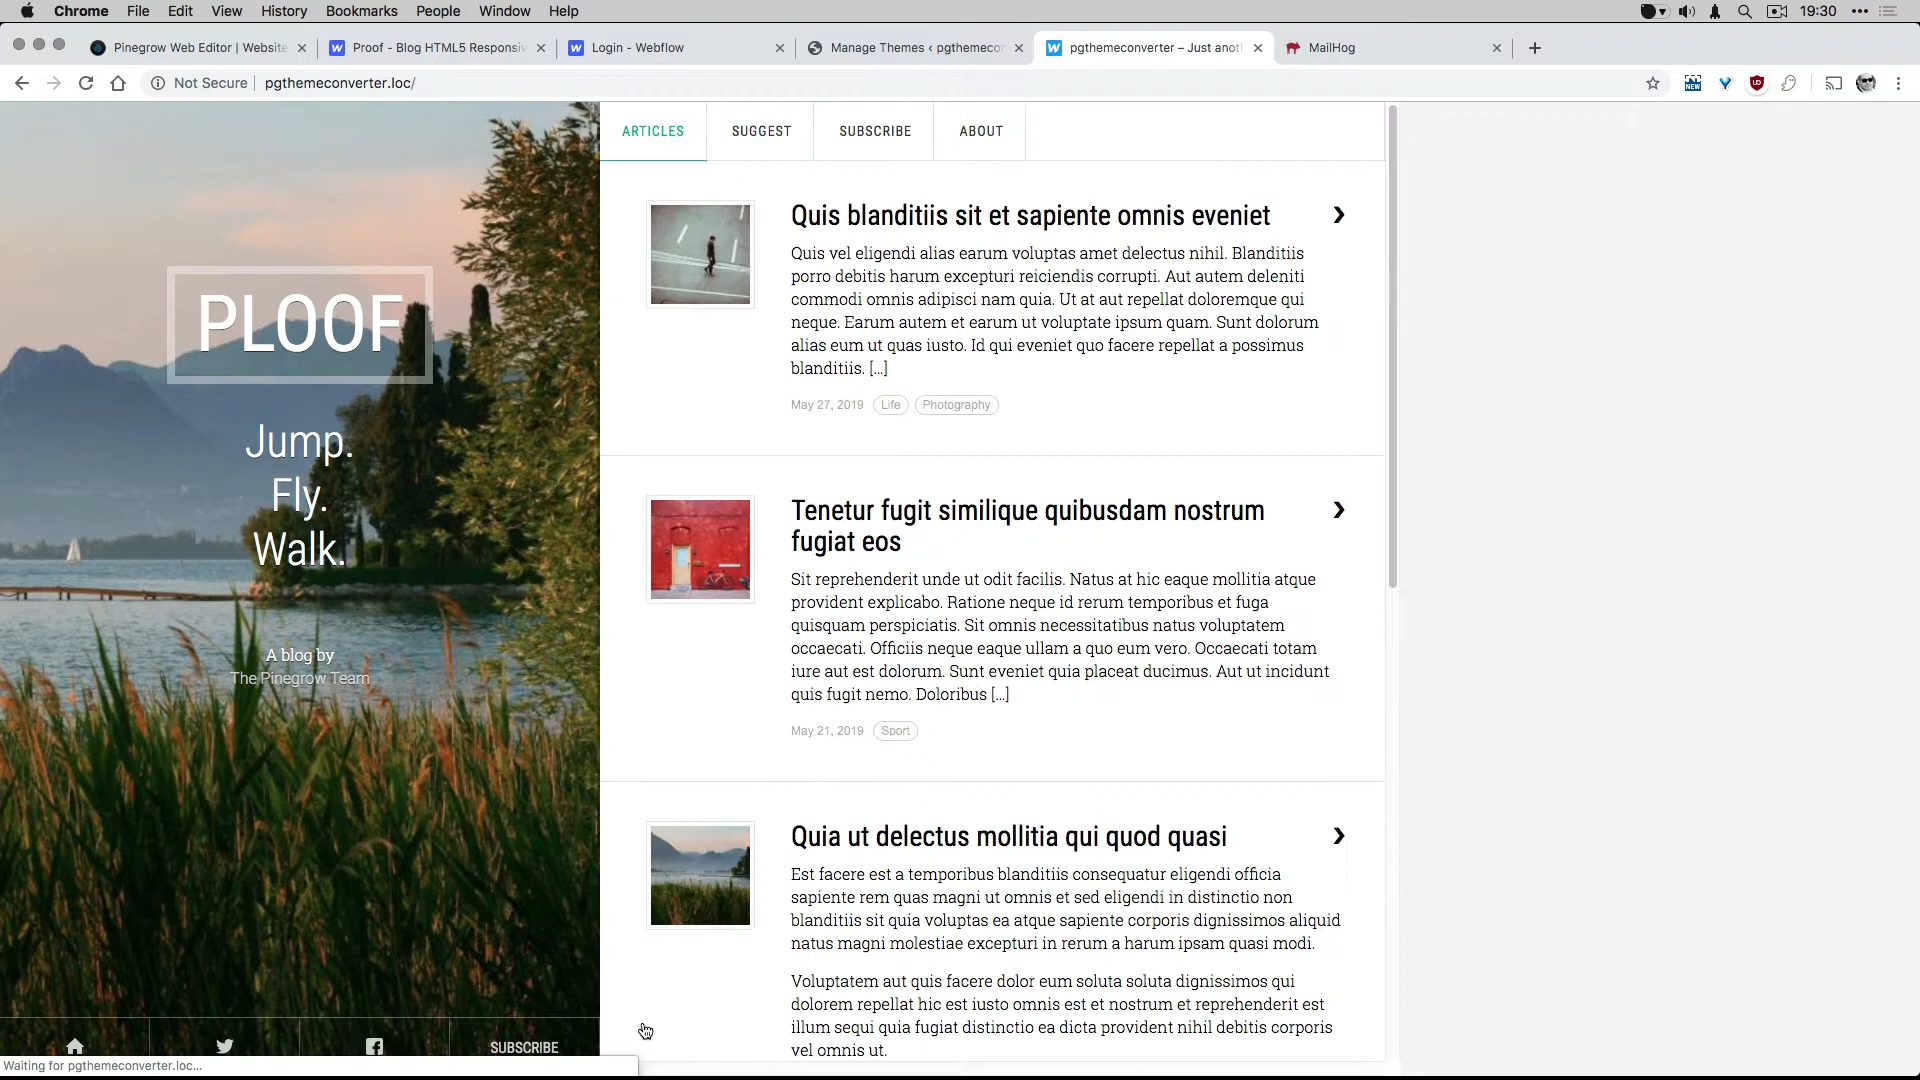 Chrome File Edit View History Bookmarks People Window Help
19:30
Pinegrow Web Editor | Website
Proof - Blog HTML5 Responsiv
Login - Webflow
Manage Themes ‹ pgthemecor
pgthemeconverter – Just anot
MailHog
Not Secure pgthemeconverter.loc/
NEW
PLOOF
Jump.
Fly.
Walk.
A blog by
The Pinegrow Team
SUBSCRIBE
Waiting for pgthemeconverter.loc...
ARTICLES SUGGEST SUBSCRIBE ABOUT
Quis blanditiis sit et sapiente omnis eveniet
Quis vel eligendi alias earum voluptas amet delectus nihil. Blanditiis
porro debitis harum excepturi reiciendis corrupti. Aut autem deleniti
commodi omnis adipisci nam quia. Ut at aut repellat doloremque qui
neque. Earum autem et earum ut voluptate ipsum quam. Sunt dolorum
alias eum ut quas iusto. Id qui eveniet quo facere repellat a possimus
blanditiis. [...]
May 27, 2019 Life Photography
Tenetur fugit similique quibusdam nostrum
fugiat eos
Sit reprehenderit unde ut odit facilis. Natus at hic eaque mollitia atque
provident explicabo. Ratione neque id rerum temporibus et fuga
quisquam perspiciatis. Sit omnis necessitatibus natus voluptatem
occaecati. Officiis neque eaque ullam a quo eum vero. Occaecati totam
iure aut est dolorum. Sunt eveniet quia placeat ducimus. Aut ut incidunt
quis fugit nemo. Doloribus [...]
May 21, 2019 Sport
Quia ut delectus mollitia qui quod quasi
Est facere est a temporibus blanditiis consequatur eligendi officia
sapiente rem quas magni ut omnis et sed eligendi in distinctio non
blanditiis sit quia voluptas ea atque sapiente corporis dignissimos aliquid
natus magni molestiae excepturi in rerum a harum ipsam quasi modi.
Voluptatem aut quis facere dolor eum soluta soluta dignissimos qui
dolorem repellat hic est iusto omnis est et nostrum et reprehenderit est
illum sequi quia fugiat distinctio ea dicta provident nihil debitis corporis
vel omnis ut.